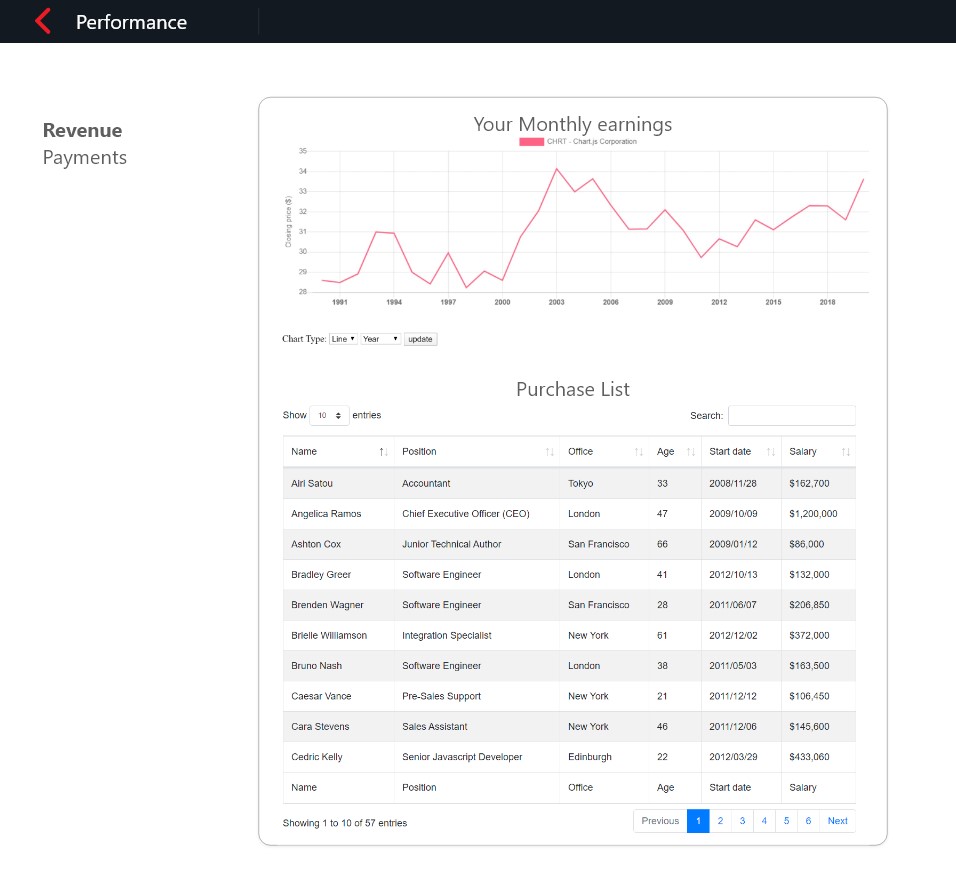 Performance
Revenue
Payments
Your Monthly earnings
CHRT - Chart.js Corporation
Closing price ($)
35
34
33
32
31
30
29
28
1991 1994 1997 2000 2003 2006 2009 2012 2015 2018
Chart Type: Line Year update
Purchase List
Show 10 entries Search:
Name Position Office Age Start date Salary
Airi Satou Accountant Tokyo 33 2008/11/28 $162,700
Angelica Ramos Chief Executive Officer (CEO) London 47 2009/10/09 $1,200,000
Ashton Cox Junior Technical Author San Francisco 66 2009/01/12 $86,000
Bradley Greer Software Engineer London 41 2012/10/13 $132,000
Brenden Wagner Software Engineer San Francisco 28 2011/06/07 $206,850
Brielle Williamson Integration Specialist New York 61 2012/12/02 $372,000
Bruno Nash Software Engineer London 38 2011/05/03 $163,500
Caesar Vance Pre-Sales Support New York 21 2011/12/12 $106,450
Cara Stevens Sales Assistant New York 46 2011/12/06 $145,600
Cedric Kelly Senior Javascript Developer Edinburgh 22 2012/03/29 $433,060
Name Position Office Age Start date Salary
Showing 1 to 10 of 57 entries Previous 1 2 3 4 5 6 Next